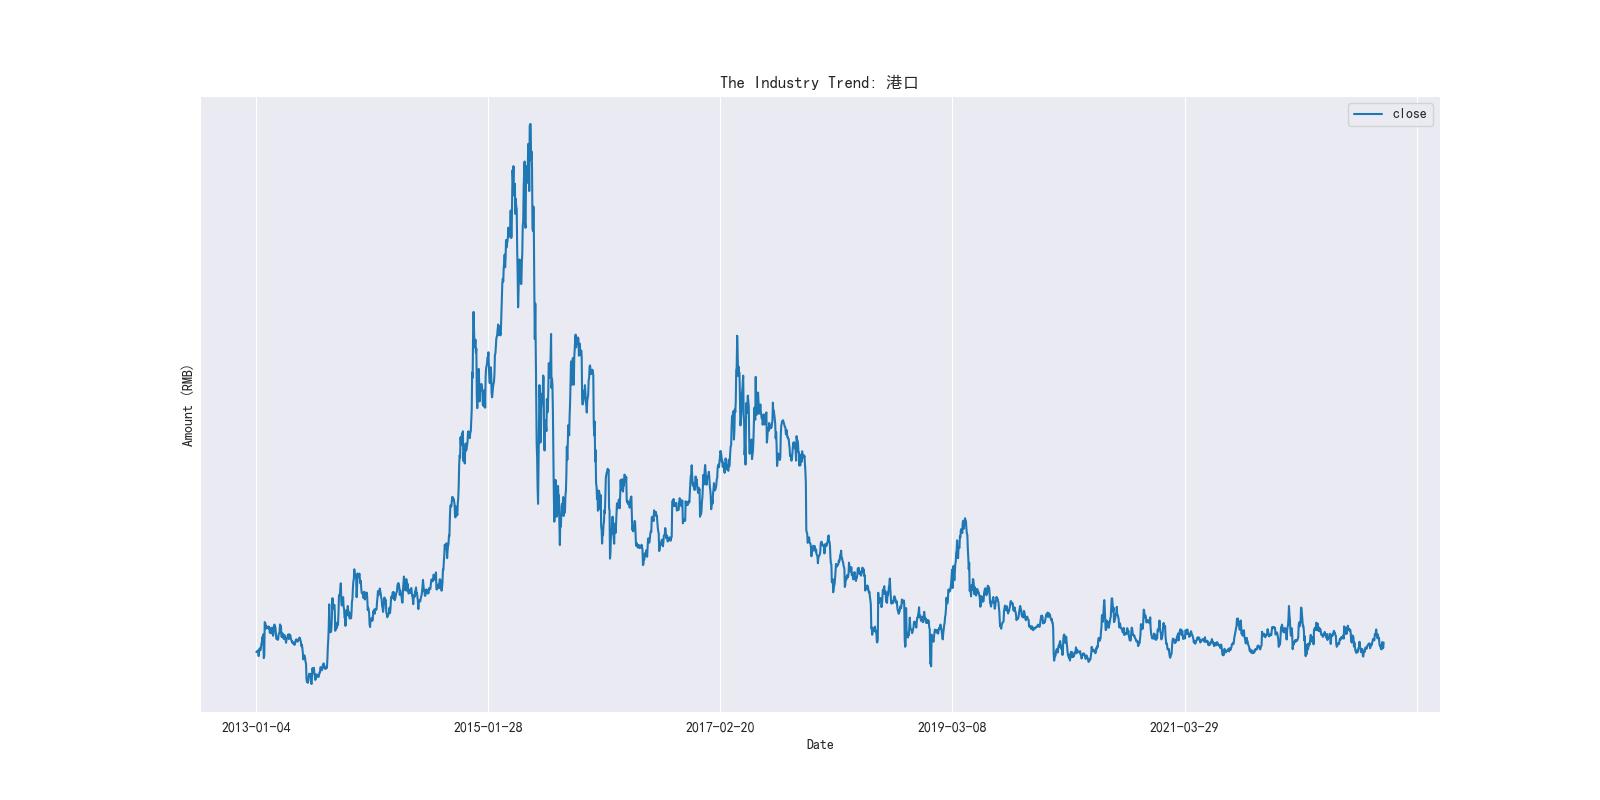 The Industry Trend: 港口
close
Amount (RMB)
2013-01-04
2015-01-28
2017-02-20
2019-03-08
2021-03-29
Date